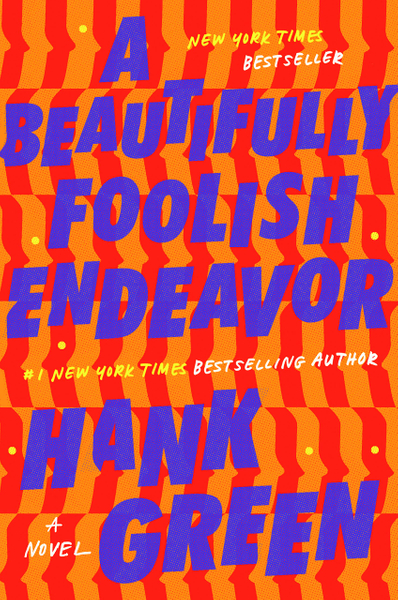 A
NEW YORK TIMES
BESTSELLER
BEAUTIFULLY
FOOLISH
ENDEAVOR
#1 NEW YORK TIMES BESTSELLING AUTHOR
HANK
GREEN
A
NOVEL